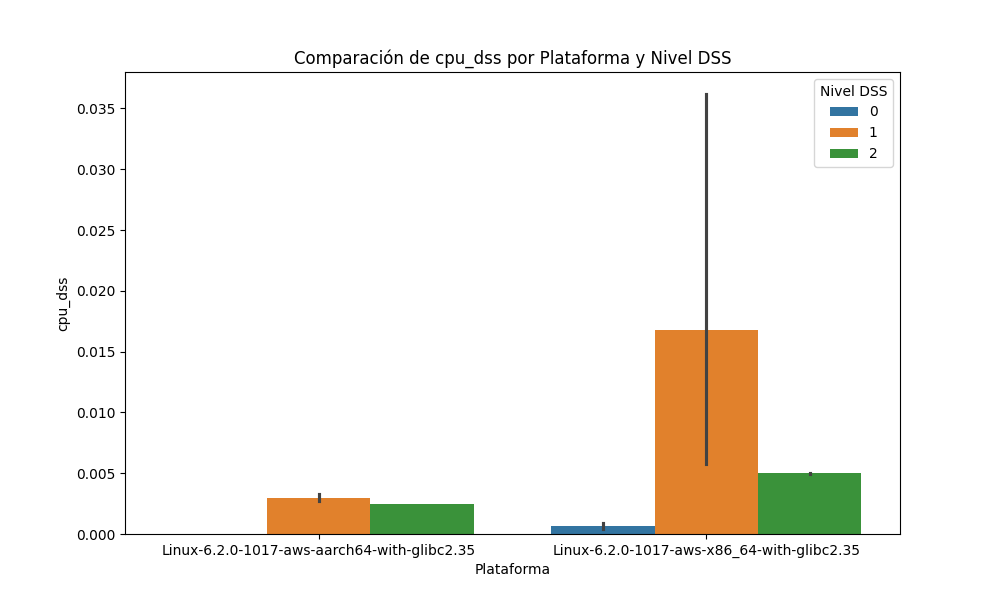 Comparación de cpu_dss por Plataforma y Nivel DSS
Nivel DSS
0
1
2
0.035
0.030
0.025
0.020
0.015
0.010
0.005
0.000
cpu_dss
Linux-6.2.0-1017-aws-aarch64-with-glibc2.35
Linux-6.2.0-1017-aws-x86_64-with-glibc2.35
Plataforma